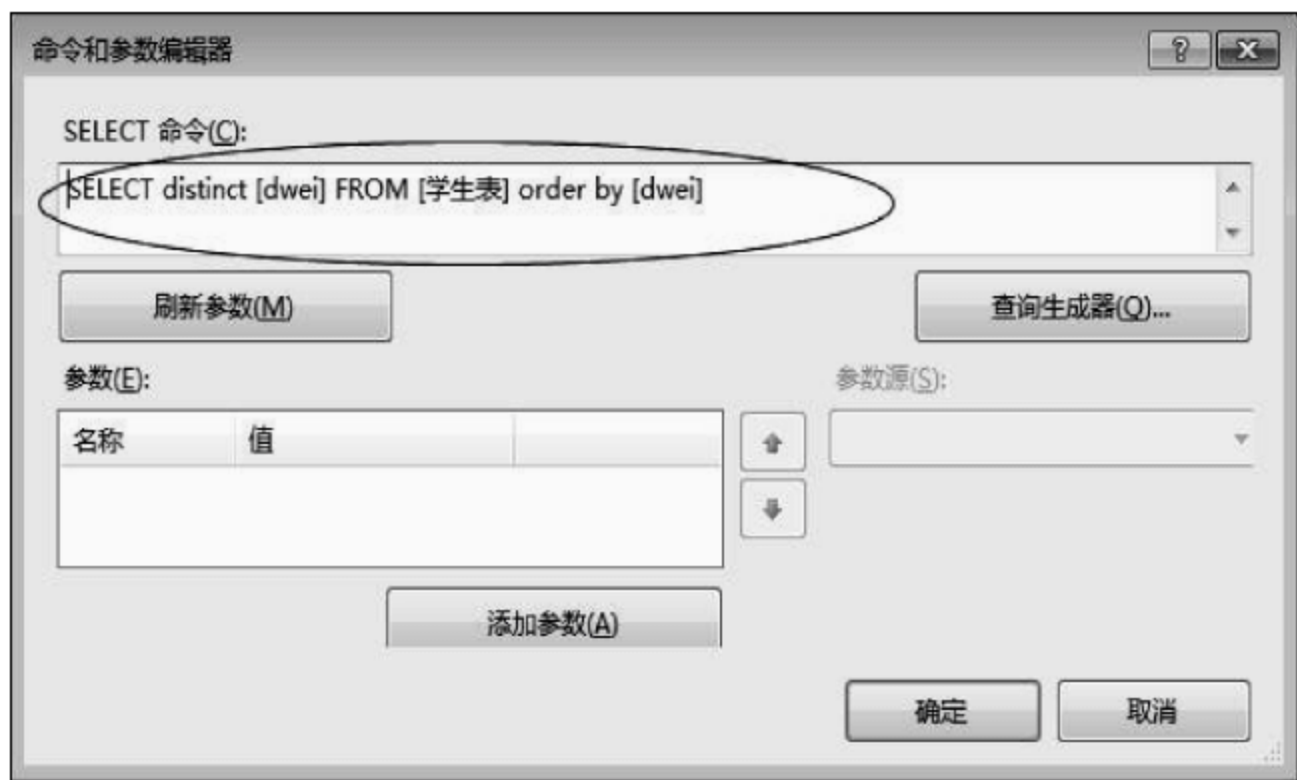 命令和参数编辑器
SELECT 命令(C):
SELECT distinct [dwei] FROM [学生表] order by [dwei]
刷新参数(M)
查询生成器(Q)...
参数(E):
参数源(S):
名称 值
添加参数(A)
确定
取消